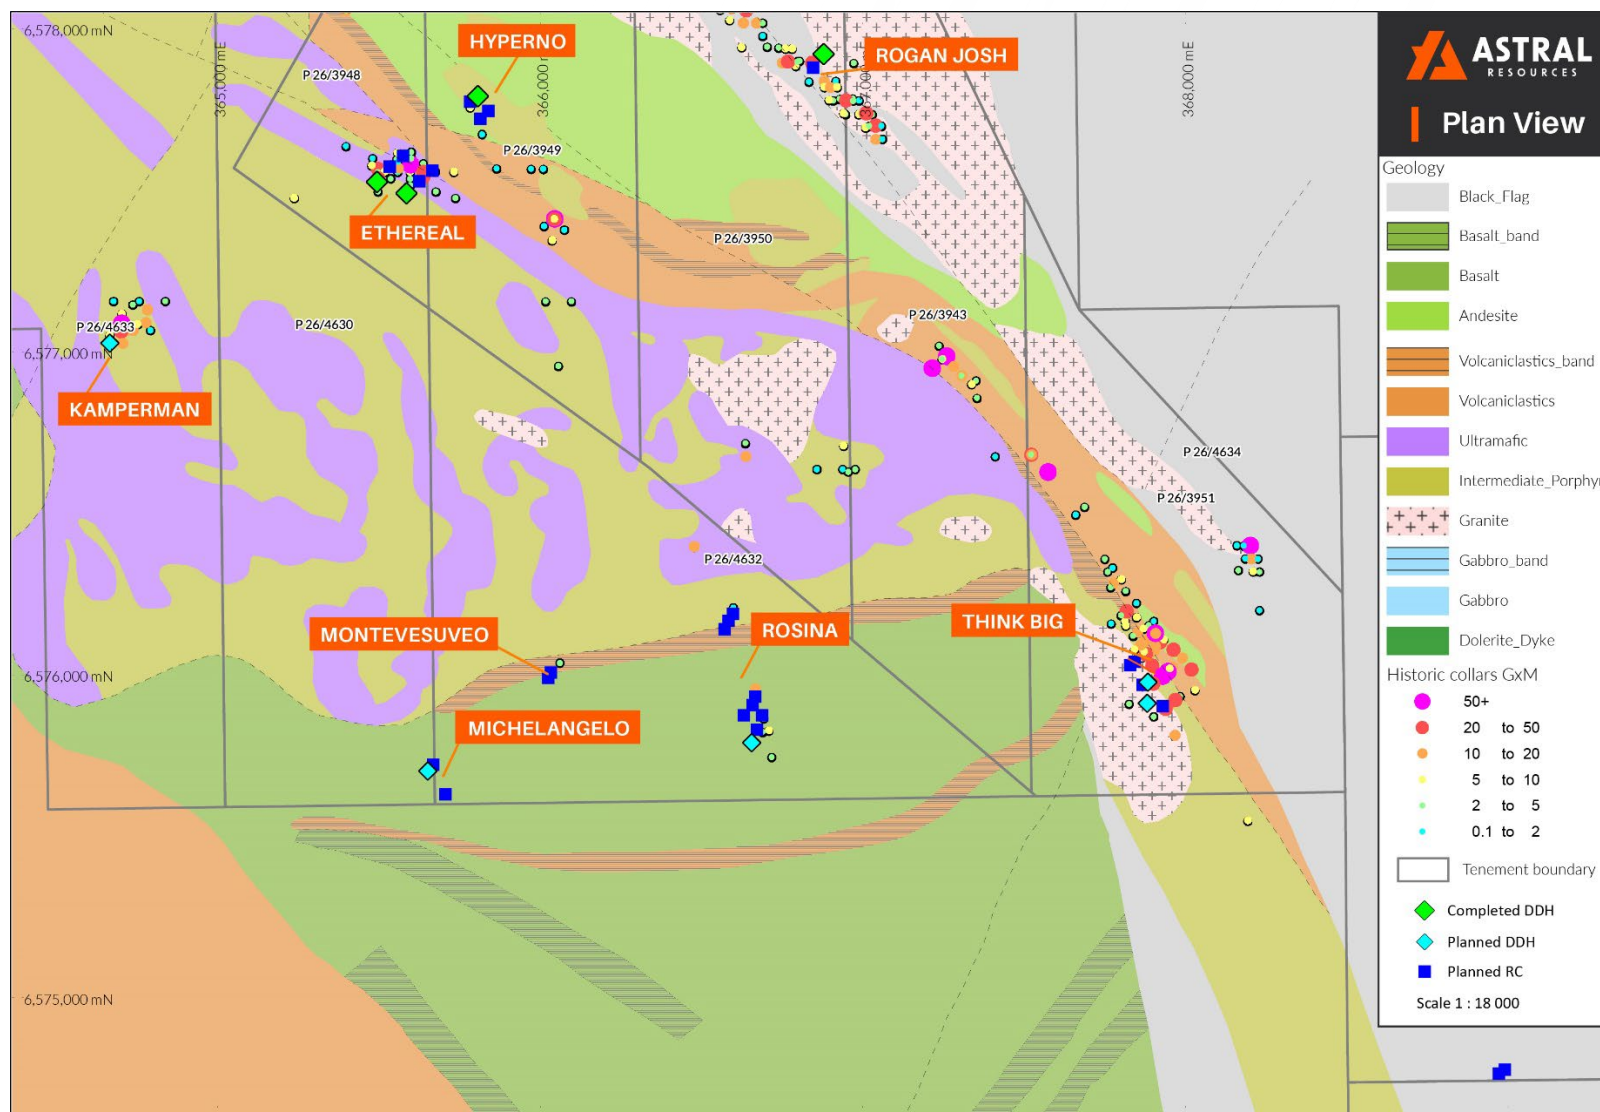 6,578,000 mN
365,000 mE
366,000 mE
368,000 mE
HYPERNO
ROGAN JOSH
P 26/3948
P 26/3949
ETHEREAL
P 26/3950
P 26/4633
P 26/4630
P 26/3943
6,577,000 mN
KAMPERMAN
P 26/4634
P 26/3951
P 26/4632
MONTEVESUVEO
ROSINA
THINK BIG
6,576,000 mN
MICHELANGELO
6,575,000 mN
ASTRAL
RESOURCES
Plan View
Geology
Black_Flag
Basalt_band
Basalt
Andesite
Volcaniclastics_band
Volcaniclastics
Ultramafic
Intermediate_Porphyr
Granite
Gabbro_band
Gabbro
Dolerite_Dyke
Historic collars GxM
50+
20 to 50
10 to 20
5 to 10
2 to 5
0.1 to 2
Tenement boundary
Completed DDH
Planned DDH
Planned RC
Scale 1 : 18 000